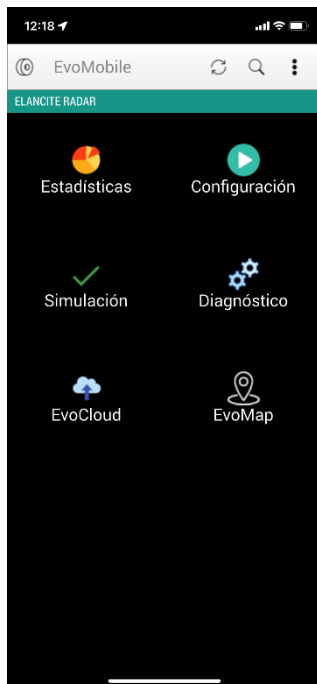 12:18
EvoMobile
ELANCITE RADAR
Estadísticas
Configuración
Simulación
Diagnóstico
EvoCloud
EvoMap